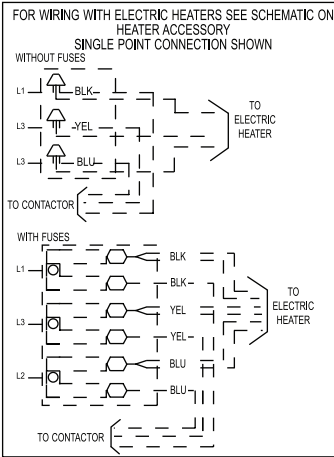 FOR WIRING WITH ELECTRIC HEATERS SEE SCHEMATIC ON
HEATER ACCESSORY
SINGLE POINT CONNECTION SHOWN
WITHOUT FUSES
L1
BLK
L3
YEL
L3
BLU
TO
ELECTRIC
HEATER
TO CONTACTOR
WITH FUSES
BLK
L1
BLK
YEL
L3
YEL
BLU
L2
BLU
TO
ELECTRIC
HEATER
TO CONTACTOR